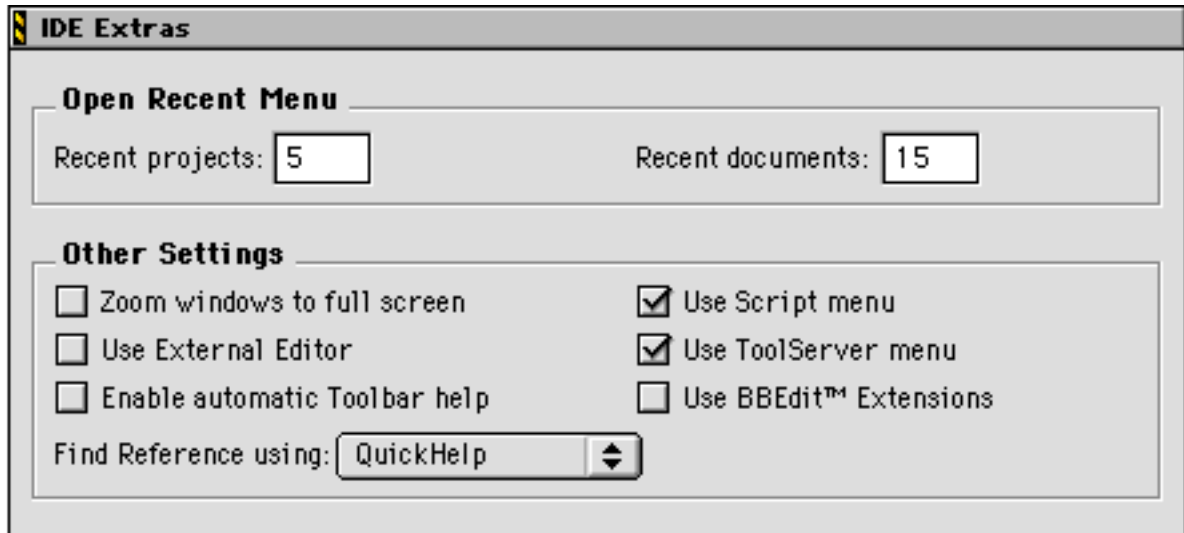 IDE Extras
Open Recent Menu
Recent projects: 5 Recent documents: 15
Other Settings
Zoom windows to full screen Use Script menu
Use External Editor Use ToolServer menu
Enable automatic Toolbar help Use BBEdit™ Extensions
Find Reference using: QuickHelp